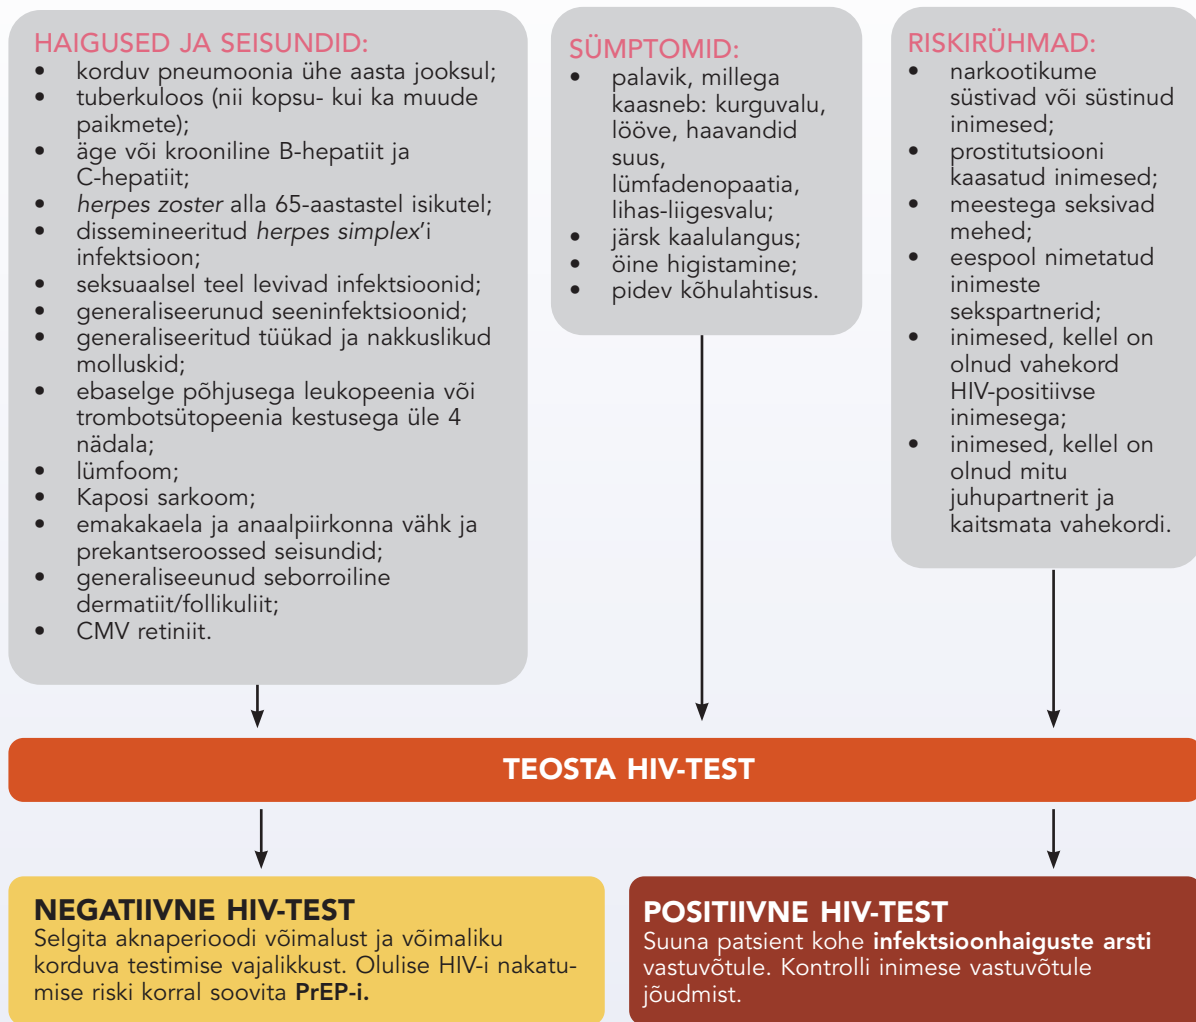 HAIGUSED JA SEISUNDID:
• korduv pneumoonia ühe aasta jooksul;
• tuberkuloos (nii kopsu- kui ka muude
paikmete);
• äge või krooniline B-hepatiit ja
C-hepatiit;
• herpes zoster alla 65-aastastel isikutel;
• dissemineeritud herpes simplex’i
infektsioon;
• seksuaalsel teel levivad infektsioonid;
• generaliseerunud seeninfektsioonid;
• generaliseeritud tüükad ja nakkuslikud
molluskid;
• ebaselge põhjusega leukopeenia või
trombotsütopeenia kestusega üle 4
nädala;
• lümfoom;
• Kaposi sarkoom;
• emakakaela ja anaalpiirkonna vähk ja
prekantseroossed seisundid;
• generaliseeunud seborroiline
dermatiit/follikuliit;
• CMV retiniit.
SÜMPTOMID:
• palavik, millega
kaasneb: kurguvalu,
lööve, haavandid
suus,
lümfadenopaatia,
lihas-liigesvalu;
• järsk kaalulangus;
• öine higistamine;
• pidev kõhulahtisus.
RISKIRÜHMAD:
• narkootikume
süstivad või süstinud
inimesed;
• prostitutsiooni
kaasatud inimesed;
• meestega seksivad
mehed;
• eespool nimetatud
inimeste
sekspartnerid;
• inimesed, kellel on
olnud vahekord
HIV-positiivse
inimesega;
• inimesed, kellel on
olnud mitu
juhupartnerit ja
kaitsmata vahekordi.
TEOSTA HIV-TEST
NEGATIIVNE HIV-TEST
Selgita aknaperioodi võimalust ja võimaliku
korduva testimise vajalikkust. Olulise HIV-i nakatu-
mise riski korral soovita PrEP-i.
POSITIIVNE HIV-TEST
Suuna patsient kohe infektsioonhaiguste arsti
vastuvõtule. Kontrolli inimese vastuvõtule
jõudmist.